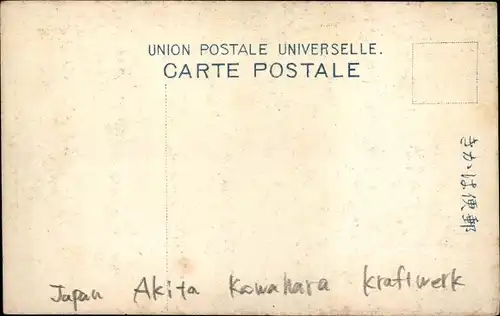 UNION POSTALE UNIVERSELLE.
CARTE POSTALE
きかは便郵
Japan Akita Kawahara Kraftwerk